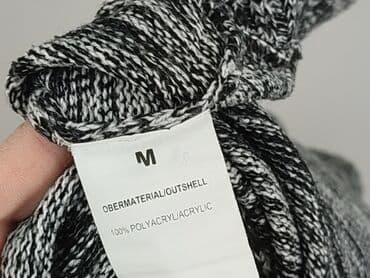 M
OBERMATERIAL/OUTSHELL
100% POLYACRYL/ACRYLIC